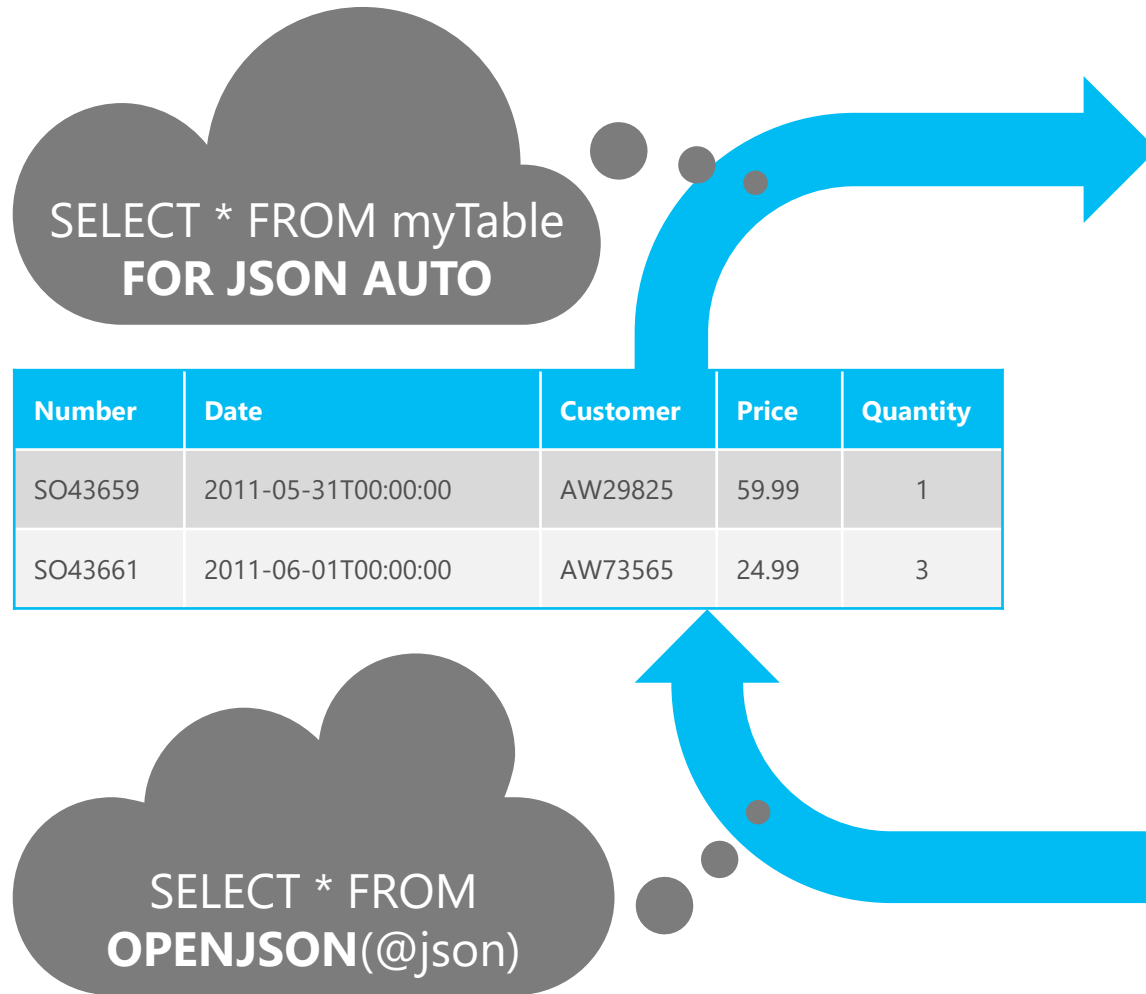 SELECT * FROM myTable
FOR JSON AUTO
Number Date Customer Price Quantity
SO43659 2011-05-31T00:00:00 AW29825 59.99 1
SO43661 2011-06-01T00:00:00 AW73565 24.99 3
SELECT * FROM
OPENJSON(@json)